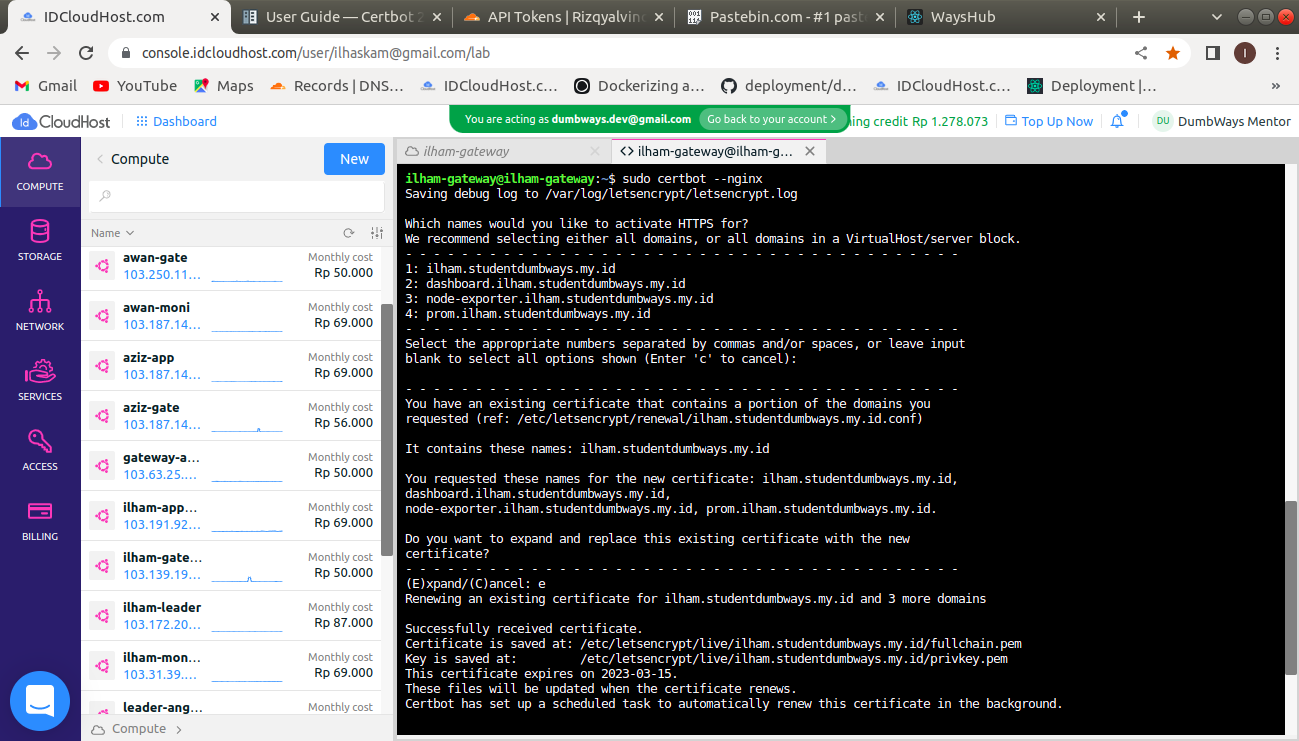 IDCloudHost.com
User Guide — Certbot 2
API Tokens | Rizqyalvin
Pastebin.com - #1 past
WaysHub
console.idcloudhost.com/user/ilhaskam@gmail.com/lab
I
Gmail
YouTube
Maps
Records | DNS...
IDCloudHost.c...
Dockerizing a...
deployment/d...
IDCloudHost.c...
Deployment |...
»
id CloudHost
Dashboard
You are acting as dumbways.dev@gmail.com
Go back to your account >
ing credit Rp 1.278.073
Top Up Now
DU
DumbWays Mentor
COMPUTE
STORAGE
NETWORK
SERVICES
ACCESS
BILLING
Compute
New
Name
awan-gate
Monthly cost
103.250.11...
Rp 50.000
awan-moni
Monthly cost
103.187.14...
Rp 69.000
aziz-app
Monthly cost
103.187.14...
Rp 69.000
aziz-gate
Monthly cost
103.187.14...
Rp 56.000
gateway-a...
Monthly cost
103.63.25....
Rp 50.000
ilham-app...
Monthly cost
103.191.92...
Rp 69.000
ilham-gate...
Monthly cost
103.139.19...
Rp 50.000
ilham-leader
Monthly cost
103.172.20...
Rp 87.000
ilham-mon...
Monthly cost
103.31.39....
Rp 69.000
leader-ang...
Monthly cost
Compute >
ilham-gateway
<> ilham-gateway@ilham-g...
ilham-gateway@ilham-gateway:~$ sudo certbot --nginx
Saving debug log to /var/log/letsencrypt/letsencrypt.log
Which names would you like to activate HTTPS for?
We recommend selecting either all domains, or all domains in a VirtualHost/server block.
- - - - - - - - - - - - - - - - - - - - - - - - - - - - - - - - - - - - - - - -
1: ilham.studentdumbways.my.id
2: dashboard.ilham.studentdumbways.my.id
3: node-exporter.ilham.studentdumbways.my.id
4: prom.ilham.studentdumbways.my.id
- - - - - - - - - - - - - - - - - - - - - - - - - - - - - - - - - - - - - - - -
Select the appropriate numbers separated by commas and/or spaces, or leave input
blank to select all options shown (Enter 'c' to cancel):
- - - - - - - - - - - - - - - - - - - - - - - - - - - - - - - - - - - - - - - -
You have an existing certificate that contains a portion of the domains you
requested (ref: /etc/letsencrypt/renewal/ilham.studentdumbways.my.id.conf)
It contains these names: ilham.studentdumbways.my.id
You requested these names for the new certificate: ilham.studentdumbways.my.id,
dashboard.ilham.studentdumbways.my.id,
node-exporter.ilham.studentdumbways.my.id, prom.ilham.studentdumbways.my.id.
Do you want to expand and replace this existing certificate with the new
certificate?
- - - - - - - - - - - - - - - - - - - - - - - - - - - - - - - - - - - - - - - -
(E)xpand/(C)ancel: e
Renewing an existing certificate for ilham.studentdumbways.my.id and 3 more domains
Successfully received certificate.
Certificate is saved at: /etc/letsencrypt/live/ilham.studentdumbways.my.id/fullchain.pem
Key is saved at:         /etc/letsencrypt/live/ilham.studentdumbways.my.id/privkey.pem
This certificate expires on 2023-03-15.
These files will be updated when the certificate renews.
Certbot has set up a scheduled task to automatically renew this certificate in the background.